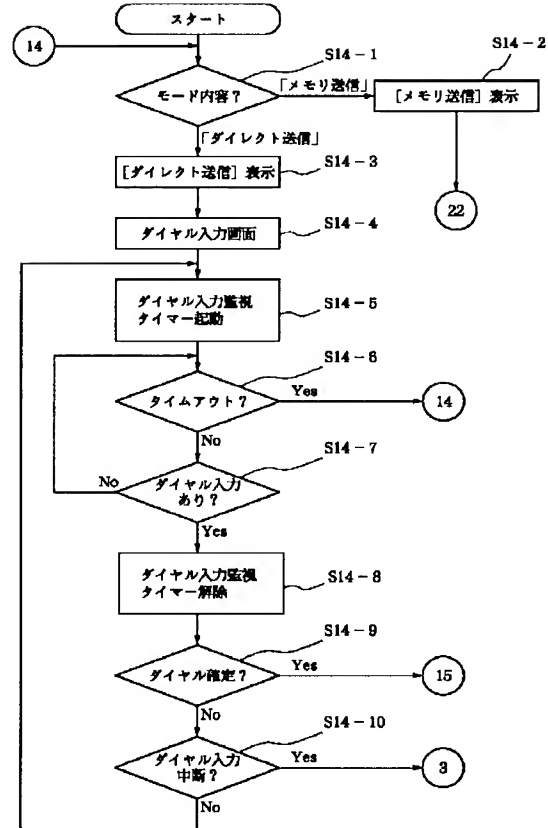 スタート
14
S14-1
S14-2
モード内容?
「メモリ送信」
[メモリ送信]表示
「ダイレクト送信」
S14-3
[ダイレクト送信]表示
22
S14-4
ダイヤル入力画面
S14-5
ダイヤル入力監視
タイマー起動
S14-6
タイムアウト?
Yes
14
No
S14-7
No
ダイヤル入力
あり?
Yes
S14-8
ダイヤル入力監視
タイマー解除
S14-9
ダイヤル確定?
Yes
15
No
S14-10
ダイヤル入力
中断?
Yes
3
No